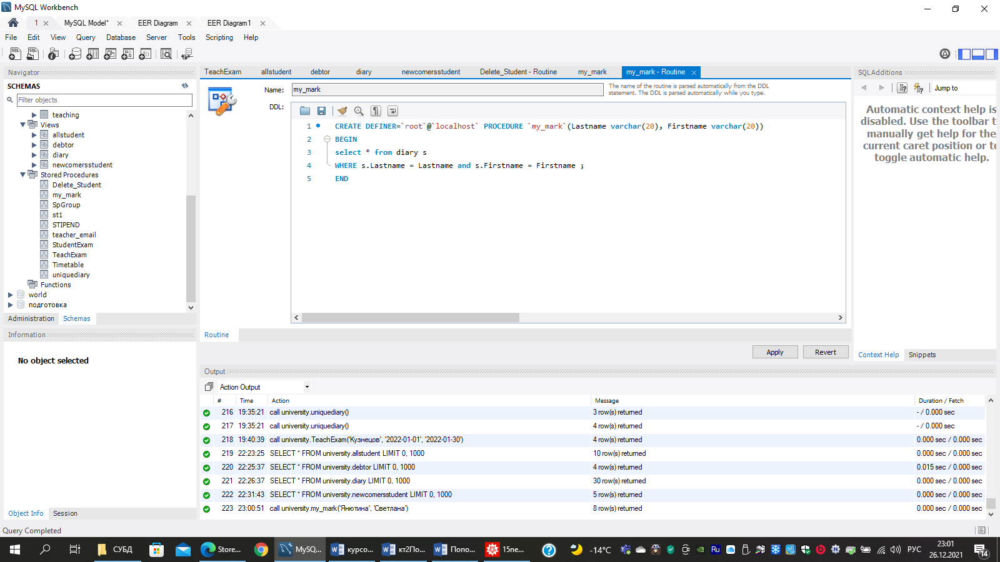 MySQL Workbench
1 MySQL Model* EER Diagram EER Diagram1
File Edit View Query Database Server Tools Scripting Help
Navigator
SCHEMAS
Filter objects
teaching
Views
allstudent
debtor
diary
newcomersstudent
Stored Procedures
Delete_Student
my_mark
SpGroup
st1
STIPEND
teacher_email
StudentExam
TeachExam
Timetable
uniquediary
Functions
world
подготовка
Administration Schemas
Information
No object selected
Object Info Session
TeachExam allstudent debtor diary newcomersstudent Delete_Student - Routine my_mark my_mark - Routine
Name: my_mark
The name of the routine is parsed automatically from the DDL
statement. The DDL is parsed automatically while you type.
DDL:
1 CREATE DEFINER=`root`@`localhost` PROCEDURE `my_mark`(Lastname varchar(20), Firstname varchar(20))
2 BEGIN
3 select * from diary s
4 WHERE s.Lastname = Lastname and s.Firstname = Firstname ;
5 END
Routine
Apply Revert
SQLAdditions
Jump to
Automatic context help is
disabled. Use the toolbar t
manually get help for the
current caret position or to
toggle automatic help.
Context Help Snippets
Output
Action Output
# Time Action Message Duration / Fetch
216 19:35:21 call university.uniquediary() 3 row(s) returned - / 0.000 sec
217 19:35:21 call university.uniquediary() 4 row(s) returned - / 0.000 sec
218 19:40:39 call university.TeachExam('Кузнецов', '2022-01-01', '2022-01-30') 4 row(s) returned 0.000 sec / 0.000 sec
219 22:23:25 SELECT * FROM university.allstudent LIMIT 0, 1000 10 row(s) returned 0.000 sec / 0.000 sec
220 22:25:37 SELECT * FROM university.debtor LIMIT 0, 1000 4 row(s) returned 0.015 sec / 0.000 sec
221 22:26:37 SELECT * FROM university.diary LIMIT 0, 1000 30 row(s) returned 0.000 sec / 0.000 sec
222 22:31:43 SELECT * FROM university.newcomersstudent LIMIT 0, 1000 5 row(s) returned 0.000 sec / 0.000 sec
223 23:00:51 call university.my_mark('Янютина', 'Светлана') 8 row(s) returned 0.000 sec / 0.000 sec
Query Completed
СУБД Store... MySQ... курсо... кт2По... Попо... 15ne... -14°C Ru РУС 23:01
26.12.2021 14